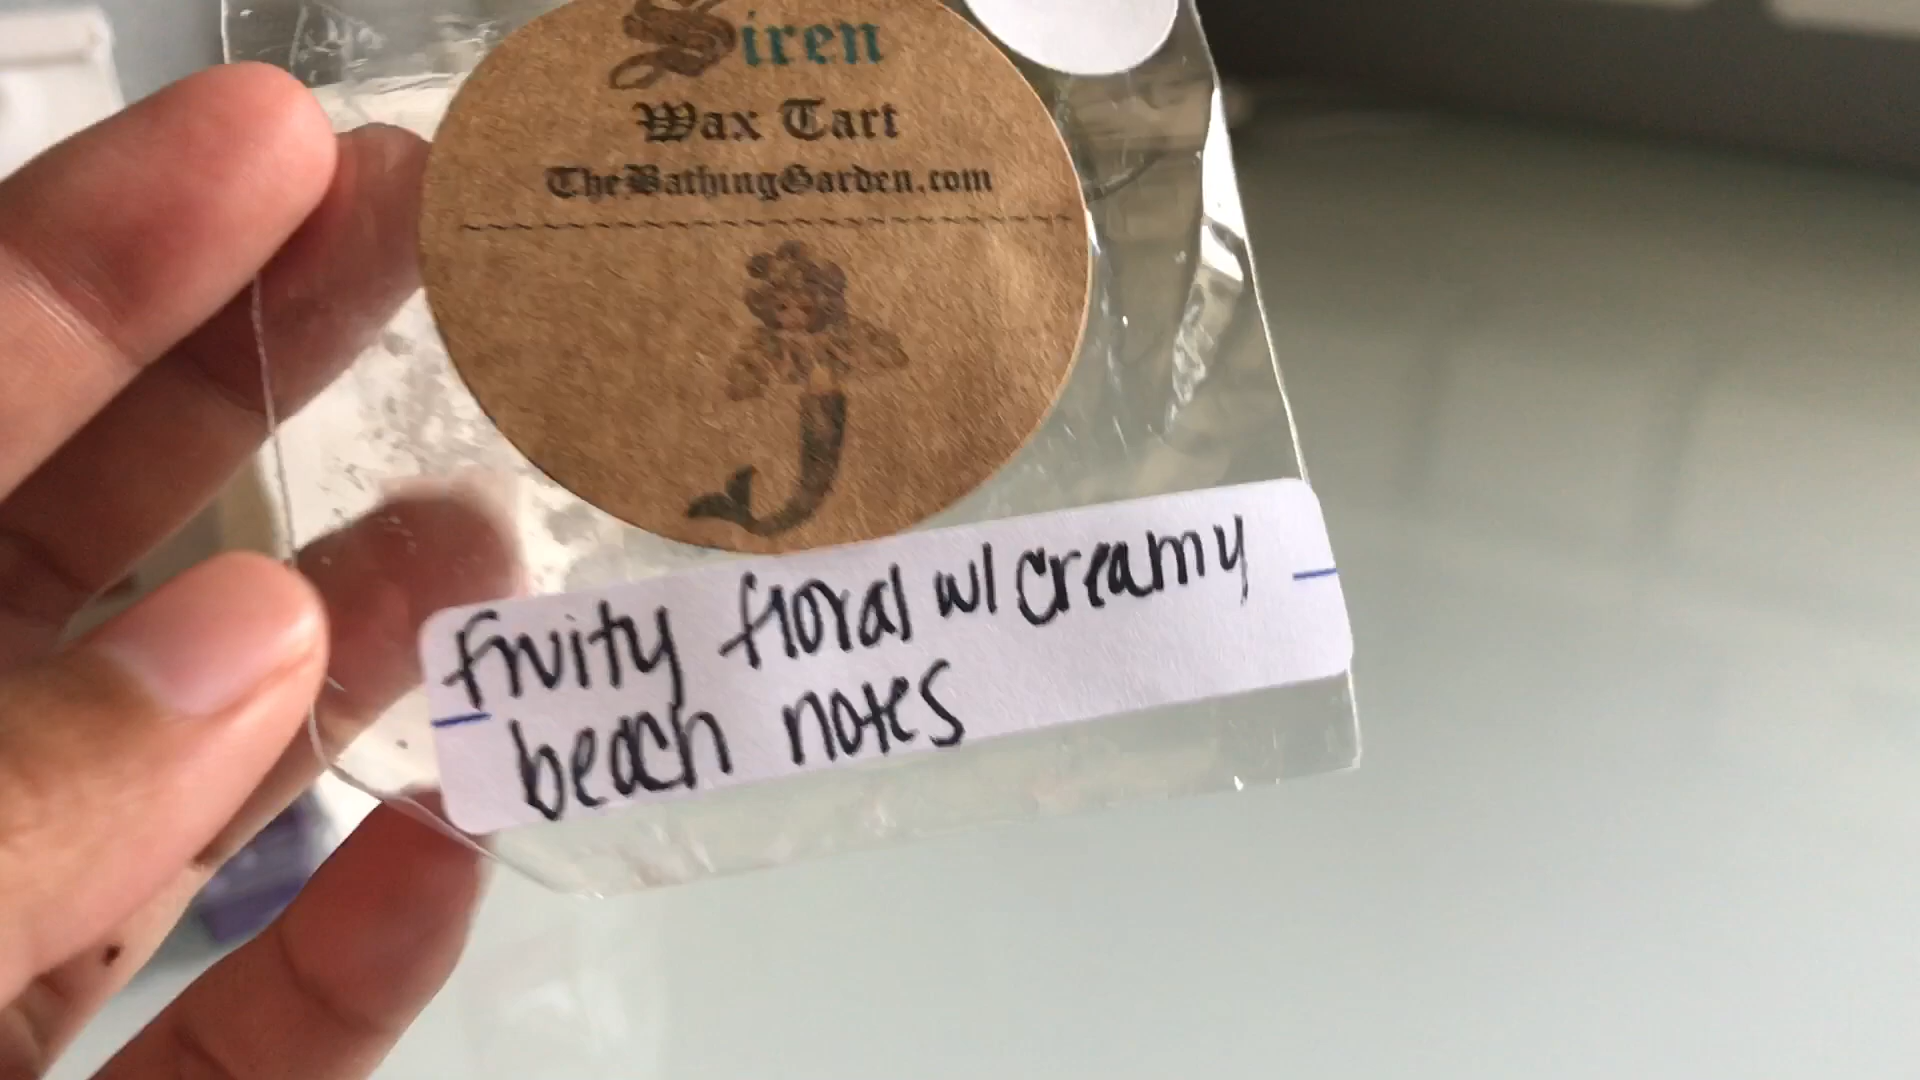 Siren
Wax Tart
TheBathingGarden.com
fruity floral w/ creamy
beach notes